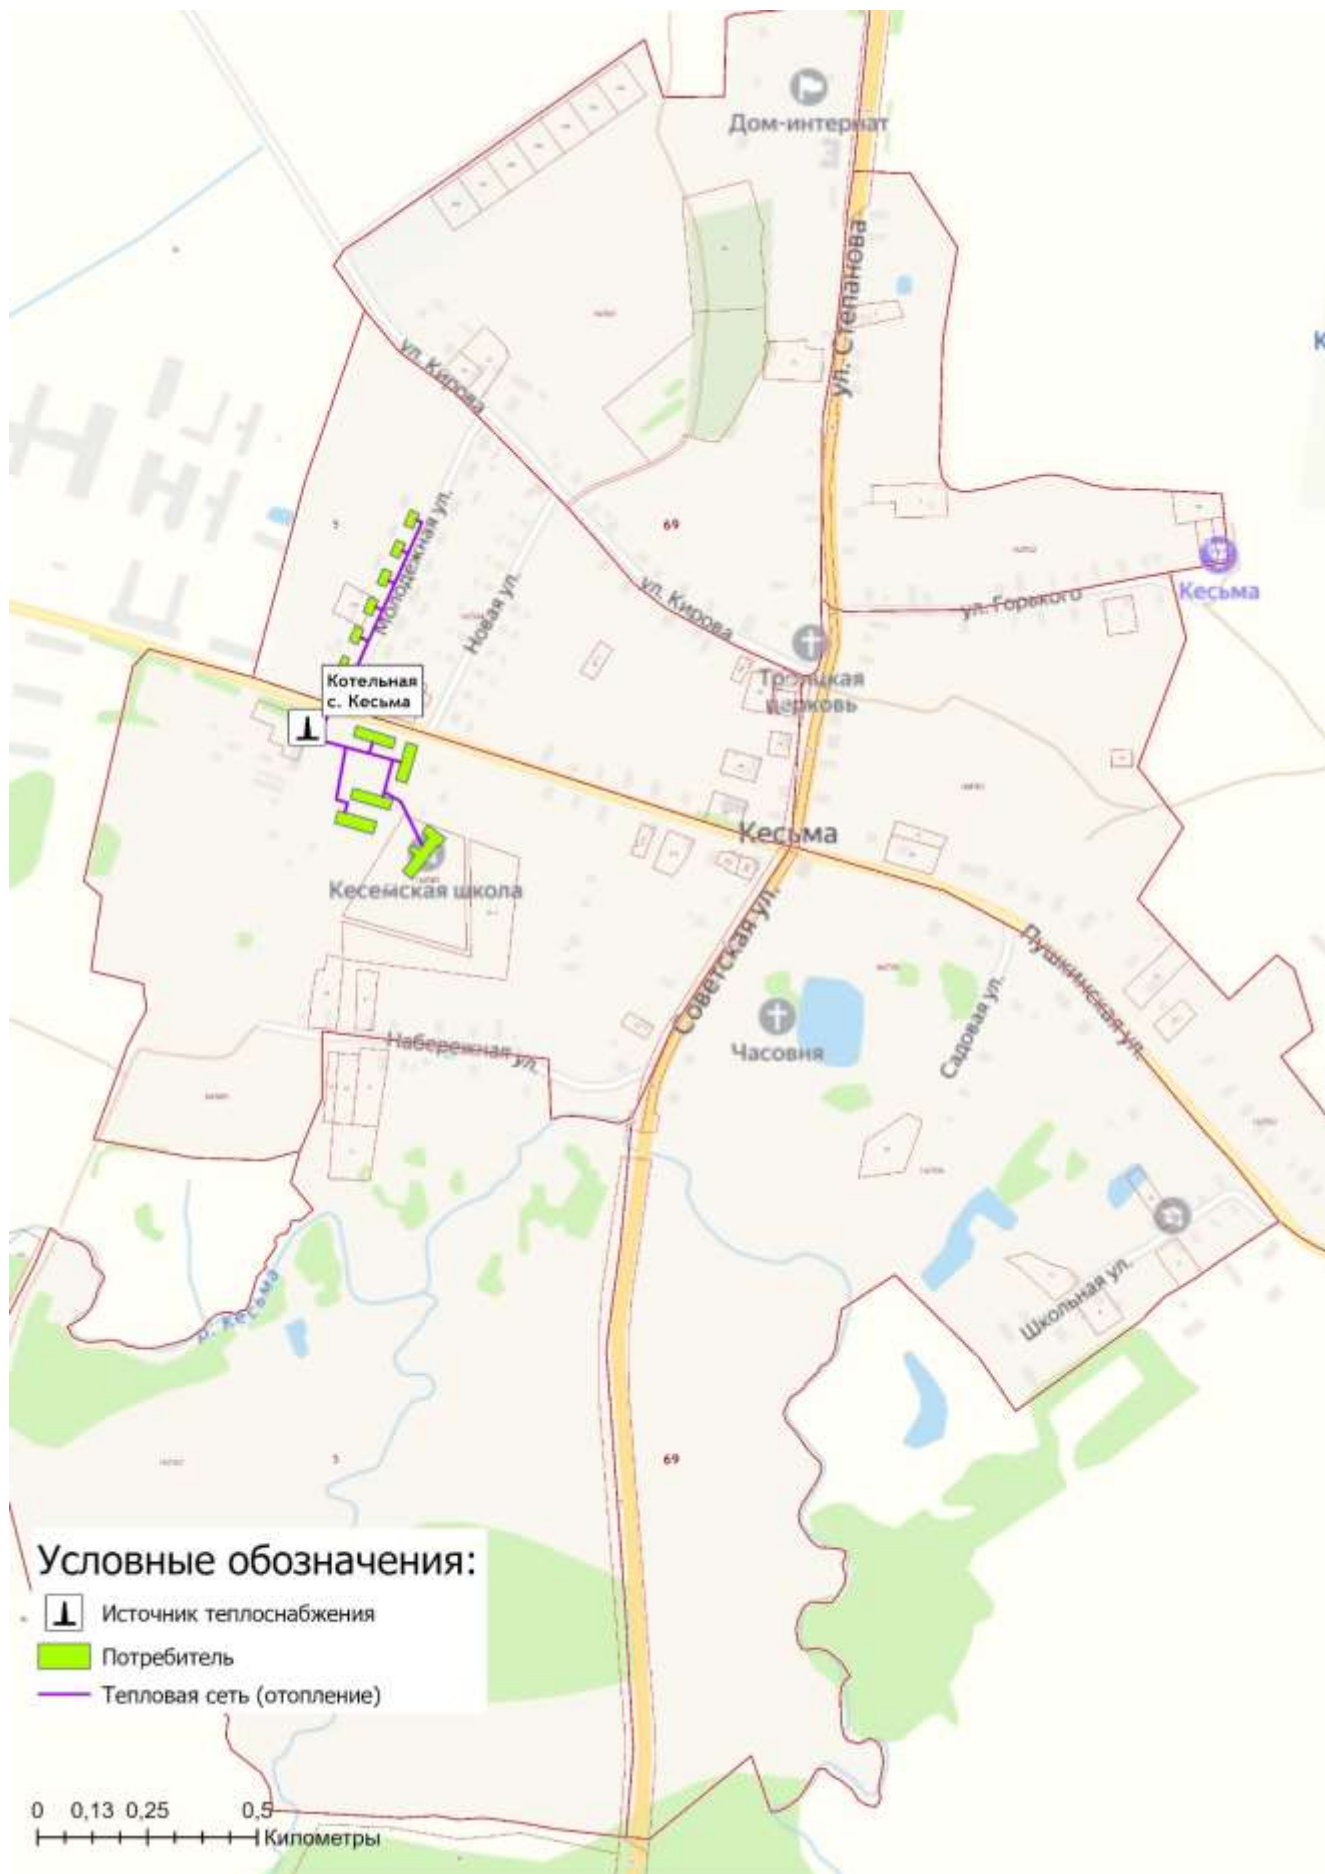 Дом-интернат
ул. Степанова
К
ул. Кирова
Молодежная ул.
5
69
Новая ул.
ул. Кирова
ул. Горького
Кесьма
Троицкая
церковь
Котельная
с. Кесьма
Кесьма
Кесемская школа
Советская ул.
Пушкинская ул.
Садовая ул.
Часовня
Набережная ул.
Школьная ул.
р. Кесьма
5
69
Условные обозначения:
Источник теплоснабжения
Потребитель
Тепловая сеть (отопление)
0 0,13 0,25 0,5
Километры